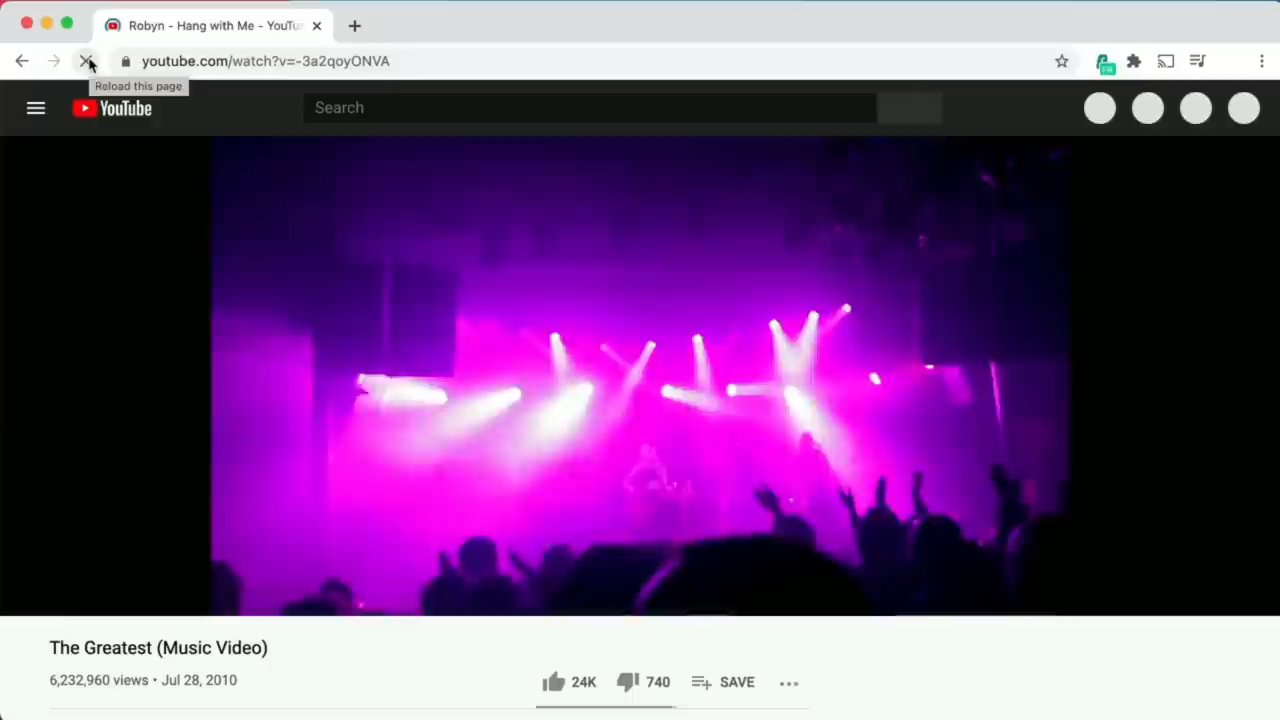 Robyn - Hang with Me - YouTu
youtube.com/watch?v=-3a2qoyONVA
FR
Reload this page
YouTube
Search
The Greatest (Music Video)
6,232,960 views • Jul 28, 2010
24K 740 SAVE